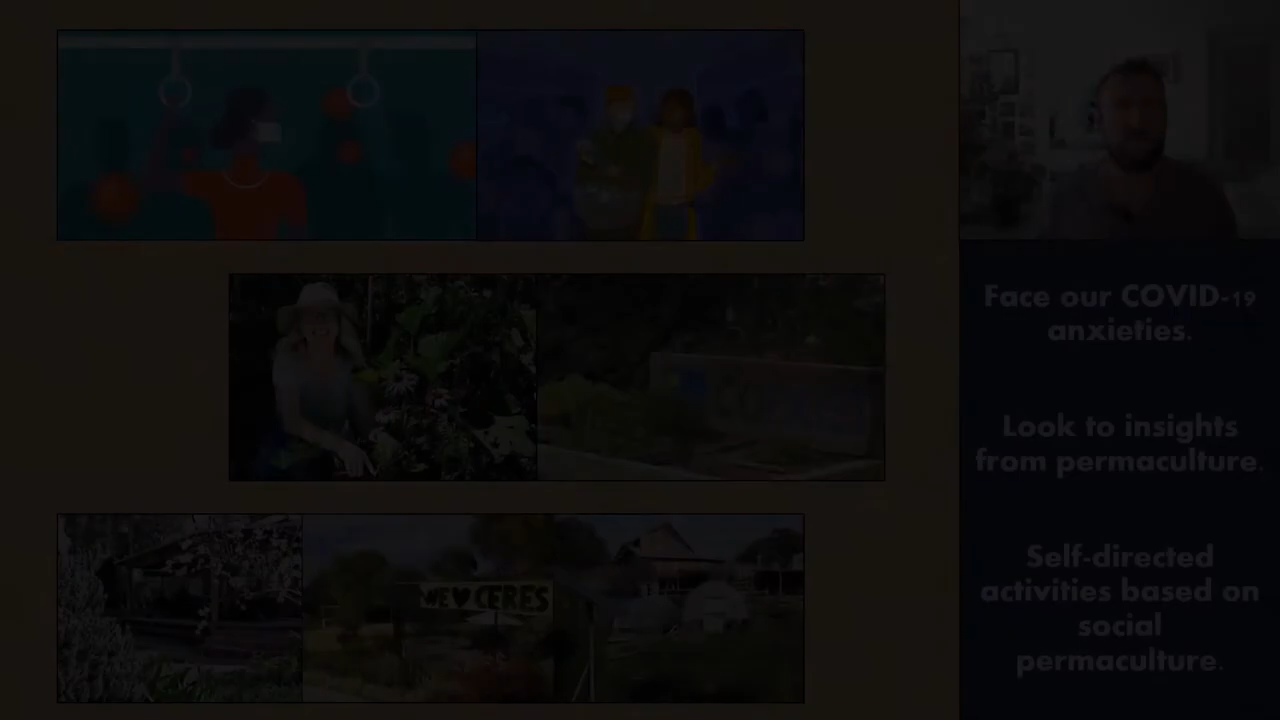 Face our COVID-19
anxieties.
Look to insights
from permaculture.
Self-directed
activities based on
social
permaculture.
WE♥CERES